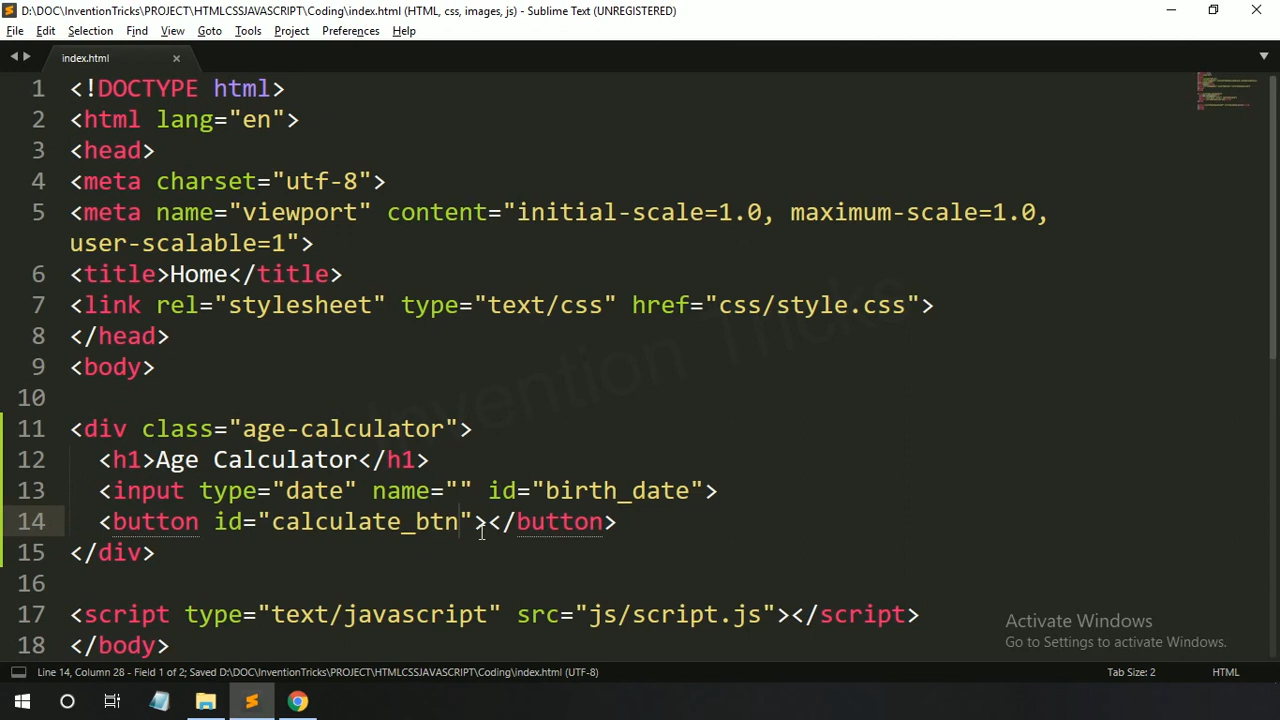 D:\DOC\InventionTricks\PROJECT\HTMLCSSJAVASCRIPT\Coding\index.html (HTML, css, images, js) - Sublime Text (UNREGISTERED)
File Edit Selection Find View Goto Tools Project Preferences Help
index.html
1 <!DOCTYPE html>
2 <html lang="en">
3 <head>
4 <meta charset="utf-8">
5 <meta name="viewport" content="initial-scale=1.0, maximum-scale=1.0,
user-scalable=1">
6 <title>Home</title>
7 <link rel="stylesheet" type="text/css" href="css/style.css">
8 </head>
9 <body>
10
11 <div class="age-calculator">
12 <h1>Age Calculator</h1>
13 <input type="date" name="" id="birth_date">
14 <button id="calculate_btn"></button>
15 </div>
16
17 <script type="text/javascript" src="js/script.js"></script>
18 </body>
Invention Tricks
Activate Windows
Go to Settings to activate Windows.
Line 14, Column 28 - Field 1 of 2; Saved D:\DOC\InventionTricks\PROJECT\HTMLCSSJAVASCRIPT\Coding\index.html (UTF-8) Tab Size: 2 HTML